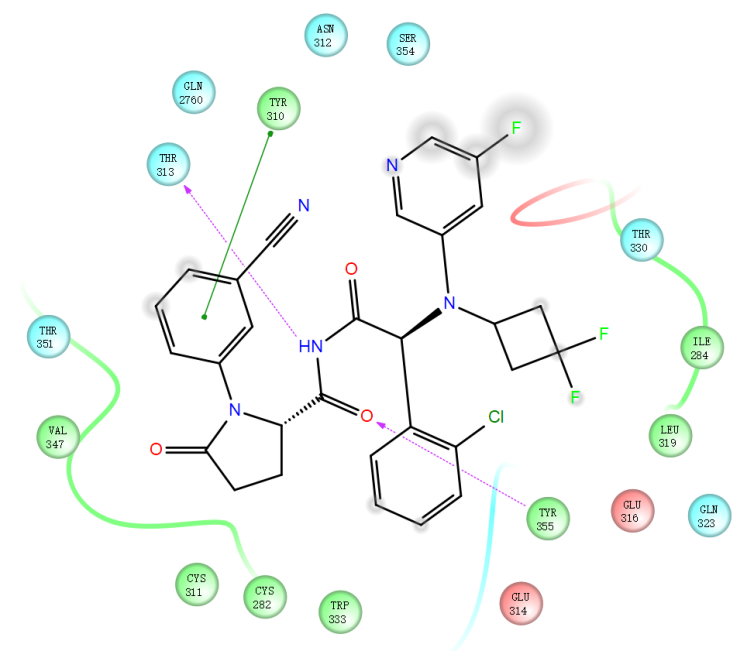 ASN
312
SER
354
GLN
2760
TYR
310
F
N
THR
313
N
THR
330
O
N
F
HN
THR
351
ILE
284
F
N
O
Cl
O
VAL
347
LEU
319
TYR
355
GLU
316
GLN
323
CYS
311
CYS
282
TRP
333
GLU
314